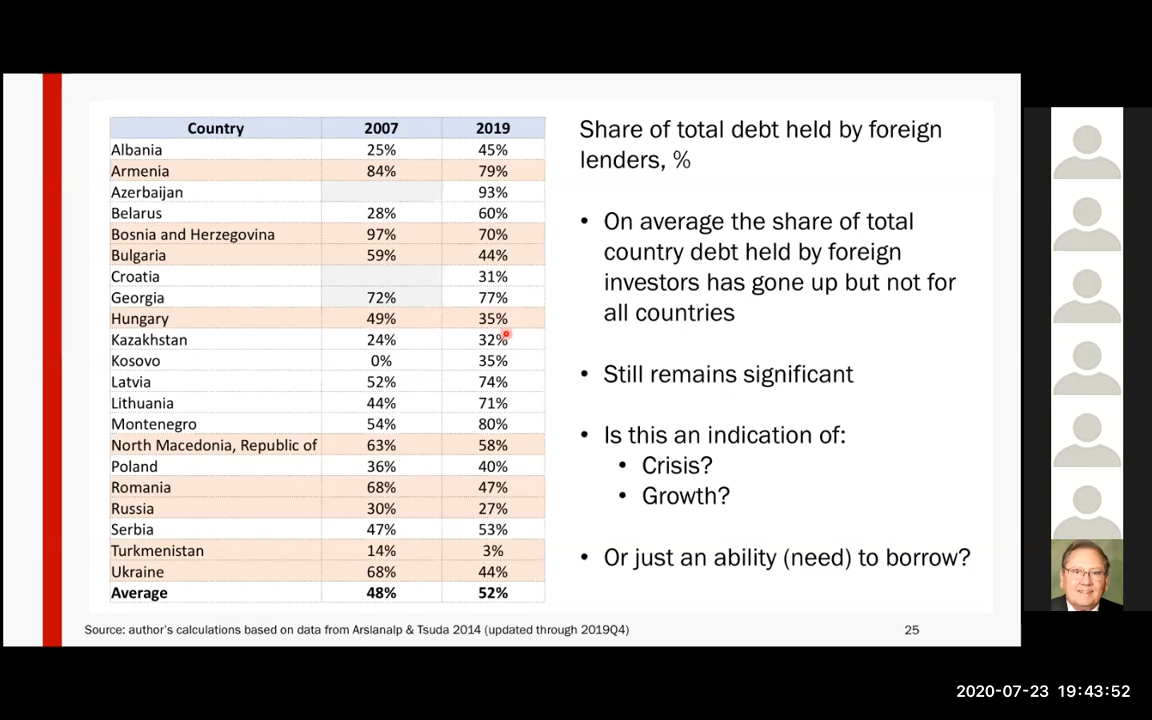 Country 2007 2019
Albania 25% 45%
Armenia 84% 79%
Azerbaijan 93%
Belarus 28% 60%
Bosnia and Herzegovina 97% 70%
Bulgaria 59% 44%
Croatia 31%
Georgia 72% 77%
Hungary 49% 35%
Kazakhstan 24% 32%
Kosovo 0% 35%
Latvia 52% 74%
Lithuania 44% 71%
Montenegro 54% 80%
North Macedonia, Republic of 63% 58%
Poland 36% 40%
Romania 68% 47%
Russia 30% 27%
Serbia 47% 53%
Turkmenistan 14% 3%
Ukraine 68% 44%
Average 48% 52%
Share of total debt held by foreign
lenders, %
• On average the share of total
country debt held by foreign
investors has gone up but not for
all countries
• Still remains significant
• Is this an indication of:
• Crisis?
• Growth?
• Or just an ability (need) to borrow?
Source: author's calculations based on data from Arslanalp & Tsuda 2014 (updated through 2019Q4)
25
2020-07-23 19:43:52